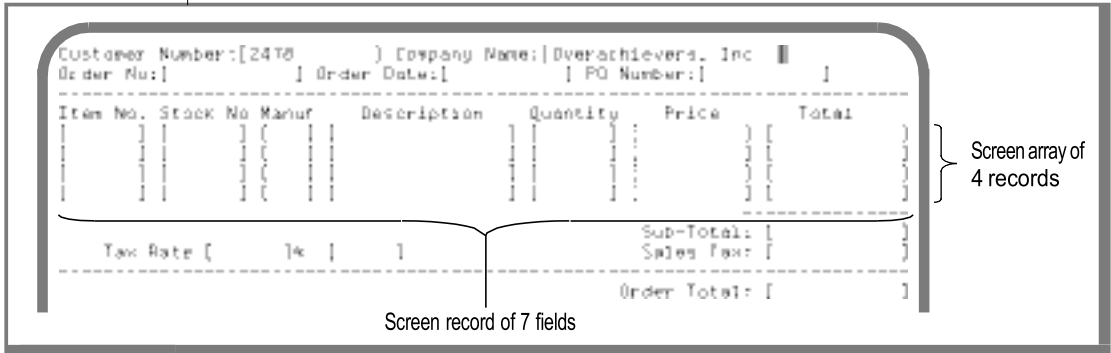 Customer Number:[2478        ] Company Name:[Overachievers, Inc
Order No:[            ] Order Date:[            ] PO Number:[            ]
Item No. Stock No Manuf Description Quantity Price Total
[ ] [ ] [ ] [ ] [ ] [ ] [ ]
[ ] [ ] [ ] [ ] [ ] [ ] [ ]
[ ] [ ] [ ] [ ] [ ] [ ] [ ]
[ ] [ ] [ ] [ ] [ ] [ ] [ ]
Screen array of
4 records
Sub-Total: [            ]
Tax Rate [        ]% [        ] Sales Tax: [            ]
Order Total: [            ]
Screen record of 7 fields